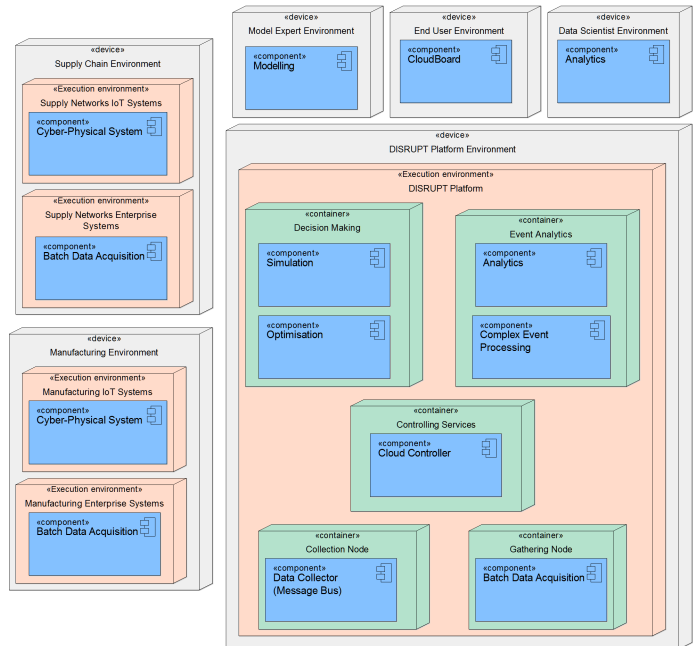 «device»
Supply Chain Environment
«Execution environment»
Supply Networks IoT Systems
«component»
Cyber-Physical System
«Execution environment»
Supply Networks Enterprise
Systems
«component»
Batch Data Acquisition
«device»
Manufacturing Environment
«Execution environment»
Manufacturing IoT Systems
«component»
Cyber-Physical System
«Execution environment»
Manufacturing Enterprise Systems
«component»
Batch Data Acquisition
«device»
Model Expert Environment
«component»
Modelling
«device»
End User Environment
«component»
CloudBoard
«device»
Data Scientist Environment
«component»
Analytics
«device»
DISRUPT Platform Environment
«Execution environment»
DISRUPT Platform
«container»
Decision Making
«component»
Simulation
«component»
Optimisation
«container»
Event Analytics
«component»
Analytics
«component»
Complex Event
Processing
«container»
Controlling Services
«component»
Cloud Controller
«container»
Collection Node
«component»
Data Collector
(Message Bus)
«container»
Gathering Node
«component»
Batch Data Acquisition